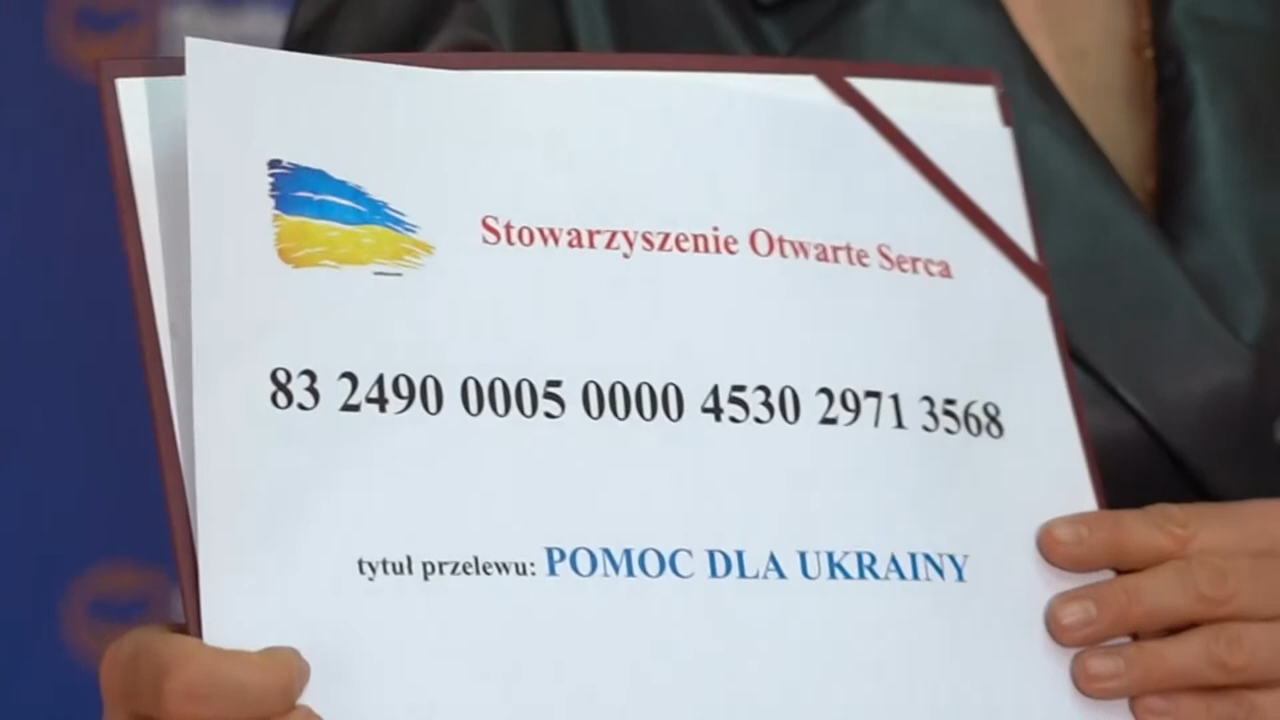 Stowarzyszenie Otwarte Serca
83 2490 0005 0000 4530 2971 3568
tytuł przelewu: POMOC DLA UKRAINY